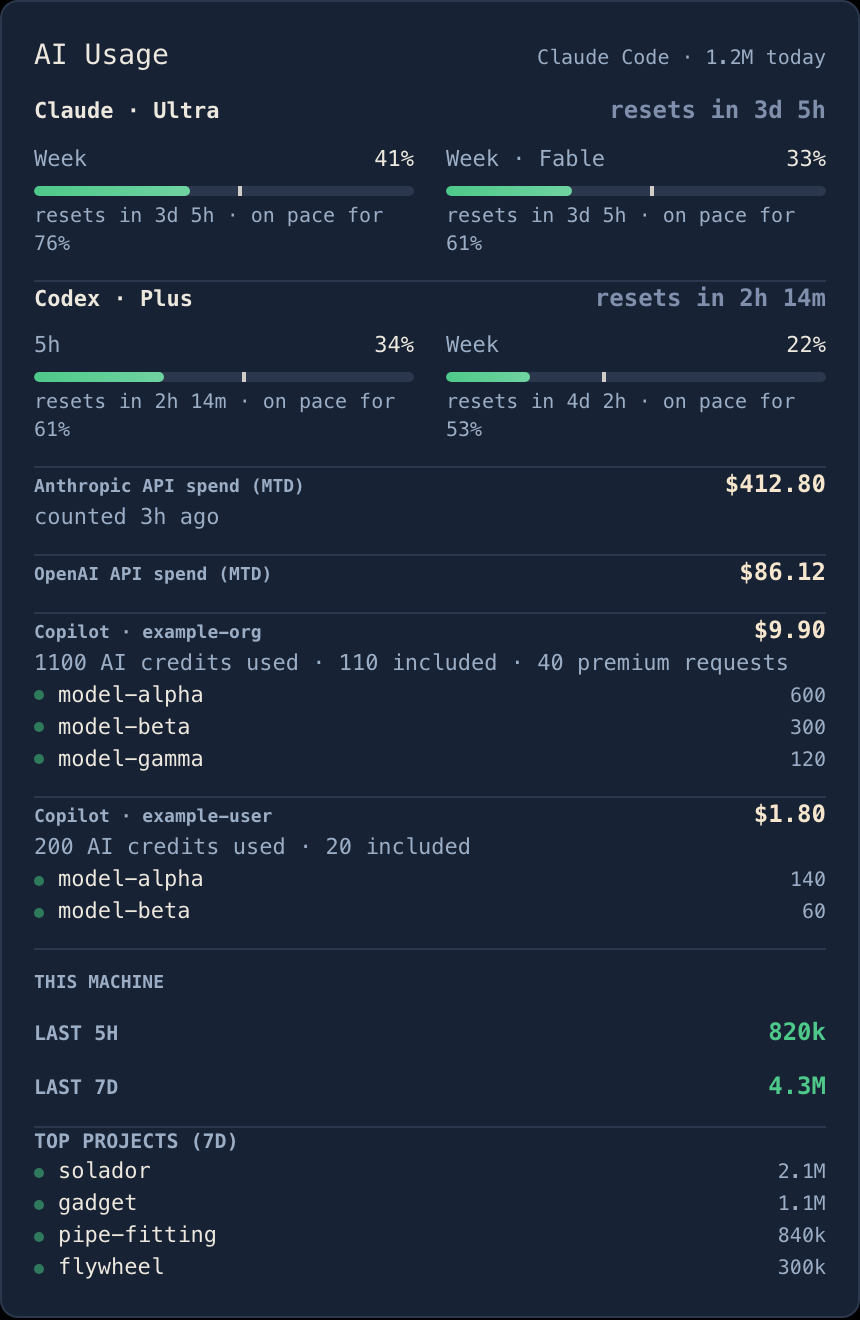 AI Usage
Claude Code · 1.2M today
Claude · Ultra
resets in 3d 5h
Week 41%
resets in 3d 5h · on pace for
76%
Week · Fable 33%
resets in 3d 5h · on pace for
61%
Codex · Plus
resets in 2h 14m
5h 34%
resets in 2h 14m · on pace for
61%
Week 22%
resets in 4d 2h · on pace for
53%
Anthropic API spend (MTD) $412.80
counted 3h ago
OpenAI API spend (MTD) $86.12
Copilot · example-org $9.90
1100 AI credits used · 110 included · 40 premium requests
model-alpha 600
model-beta 300
model-gamma 120
Copilot · example-user $1.80
200 AI credits used · 20 included
model-alpha 140
model-beta 60
THIS MACHINE
LAST 5H 820k
LAST 7D 4.3M
TOP PROJECTS (7D)
solador 2.1M
gadget 1.1M
pipe-fitting 840k
flywheel 300k